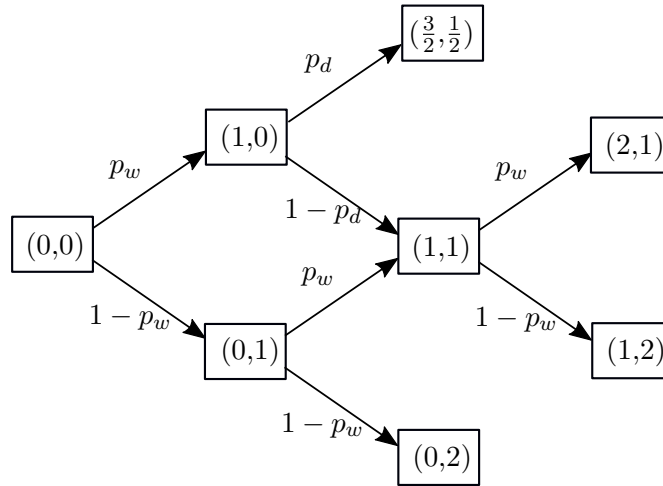 (3/2, 1/2)
p_d
(1,0)
(2,1)
p_w
p_w
1 − p_d
(0,0)
(1,1)
p_w
1 − p_w
1 − p_w
(0,1)
(1,2)
1 − p_w
(0,2)